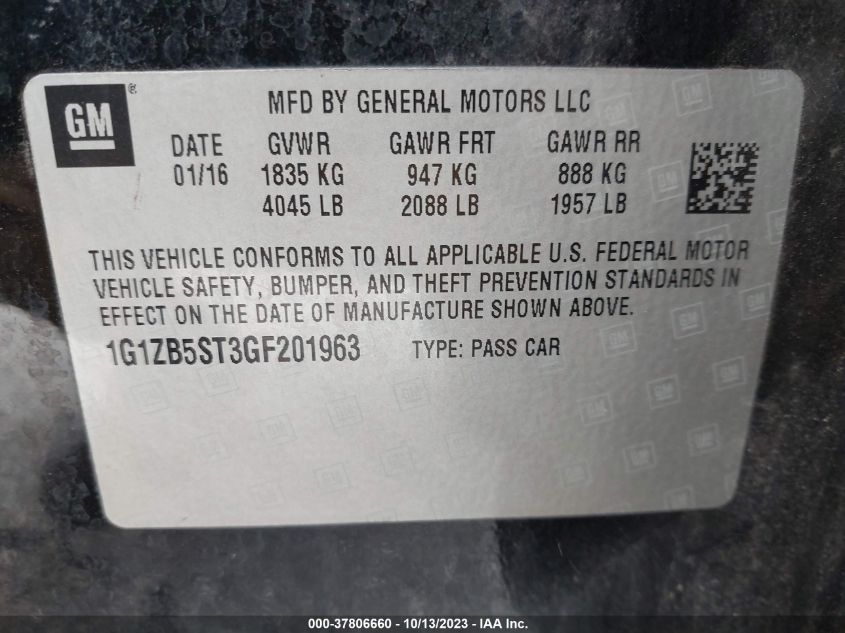 GM®
MFD BY GENERAL MOTORS LLC
DATE GVWR GAWR FRT GAWR RR
01/16 1835 KG 947 KG 888 KG
4045 LB 2088 LB 1957 LB
THIS VEHICLE CONFORMS TO ALL APPLICABLE U.S. FEDERAL MOTOR
VEHICLE SAFETY, BUMPER, AND THEFT PREVENTION STANDARDS IN
EFFECT ON THE DATE OF MANUFACTURE SHOWN ABOVE.
1G1ZB5ST3GF201963 TYPE: PASS CAR
000-37806660 - 10/13/2023 - IAA Inc.